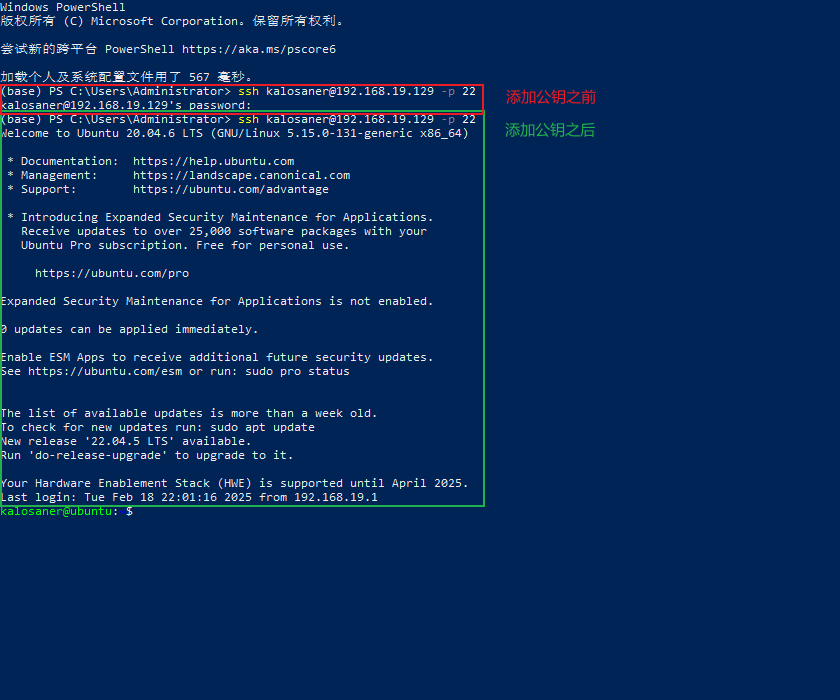 Windows PowerShell
版权所有 (C) Microsoft Corporation。保留所有权利。
尝试新的跨平台 PowerShell https://aka.ms/pscore6
加载个人及系统配置文件用了 567 毫秒。
(base) PS C:\Users\Administrator> ssh kalosaner@192.168.19.129 -p 22
添加公钥之前
kalosaner@192.168.19.129's password:
(base) PS C:\Users\Administrator> ssh kalosaner@192.168.19.129 -p 22
添加公钥之后
Welcome to Ubuntu 20.04.6 LTS (GNU/Linux 5.15.0-131-generic x86_64)
* Documentation: https://help.ubuntu.com
* Management: https://landscape.canonical.com
* Support: https://ubuntu.com/advantage
* Introducing Expanded Security Maintenance for Applications.
Receive updates to over 25,000 software packages with your
Ubuntu Pro subscription. Free for personal use.
https://ubuntu.com/pro
Expanded Security Maintenance for Applications is not enabled.
0 updates can be applied immediately.
Enable ESM Apps to receive additional future security updates.
See https://ubuntu.com/esm or run: sudo pro status
The list of available updates is more than a week old.
To check for new updates run: sudo apt update
New release '22.04.5 LTS' available.
Run 'do-release-upgrade' to upgrade to it.
Your Hardware Enablement Stack (HWE) is supported until April 2025.
Last login: Tue Feb 18 22:01:16 2025 from 192.168.19.1
kalosaner@ubuntu: $